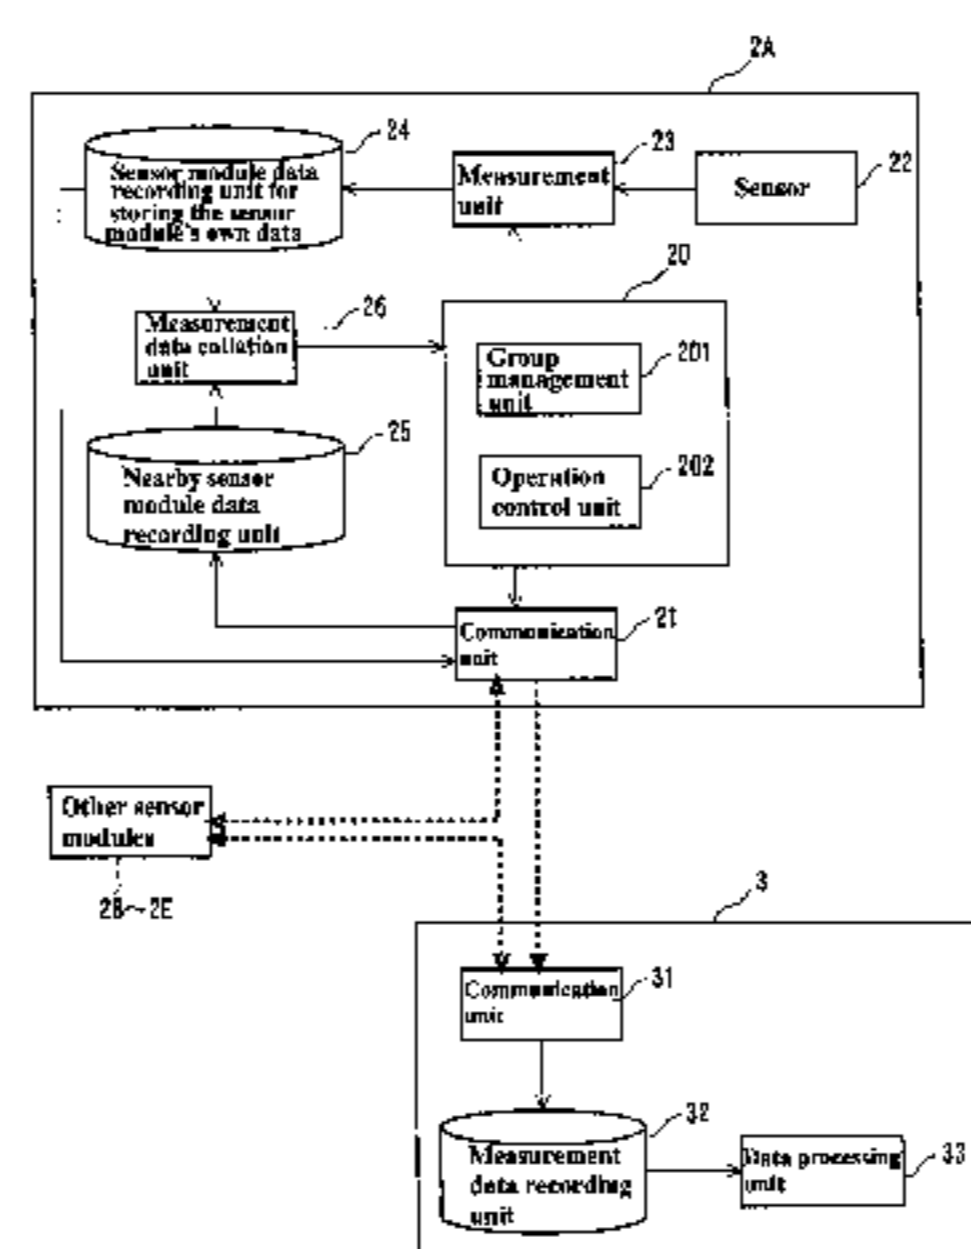 2A
24
Sensor module data
recording unit for
storing the sensor
module's own data
23
Measurement
unit
22
Sensor
20
26
Measurement
data collation
unit
201
Group
management
unit
25
Nearby sensor
module data
recording unit
202
Operation
control unit
21
Communication
unit
Other sensor
modules
2B~2E
3
31
Communication
unit
32
Measurement
data recording
unit
33
Data processing
unit